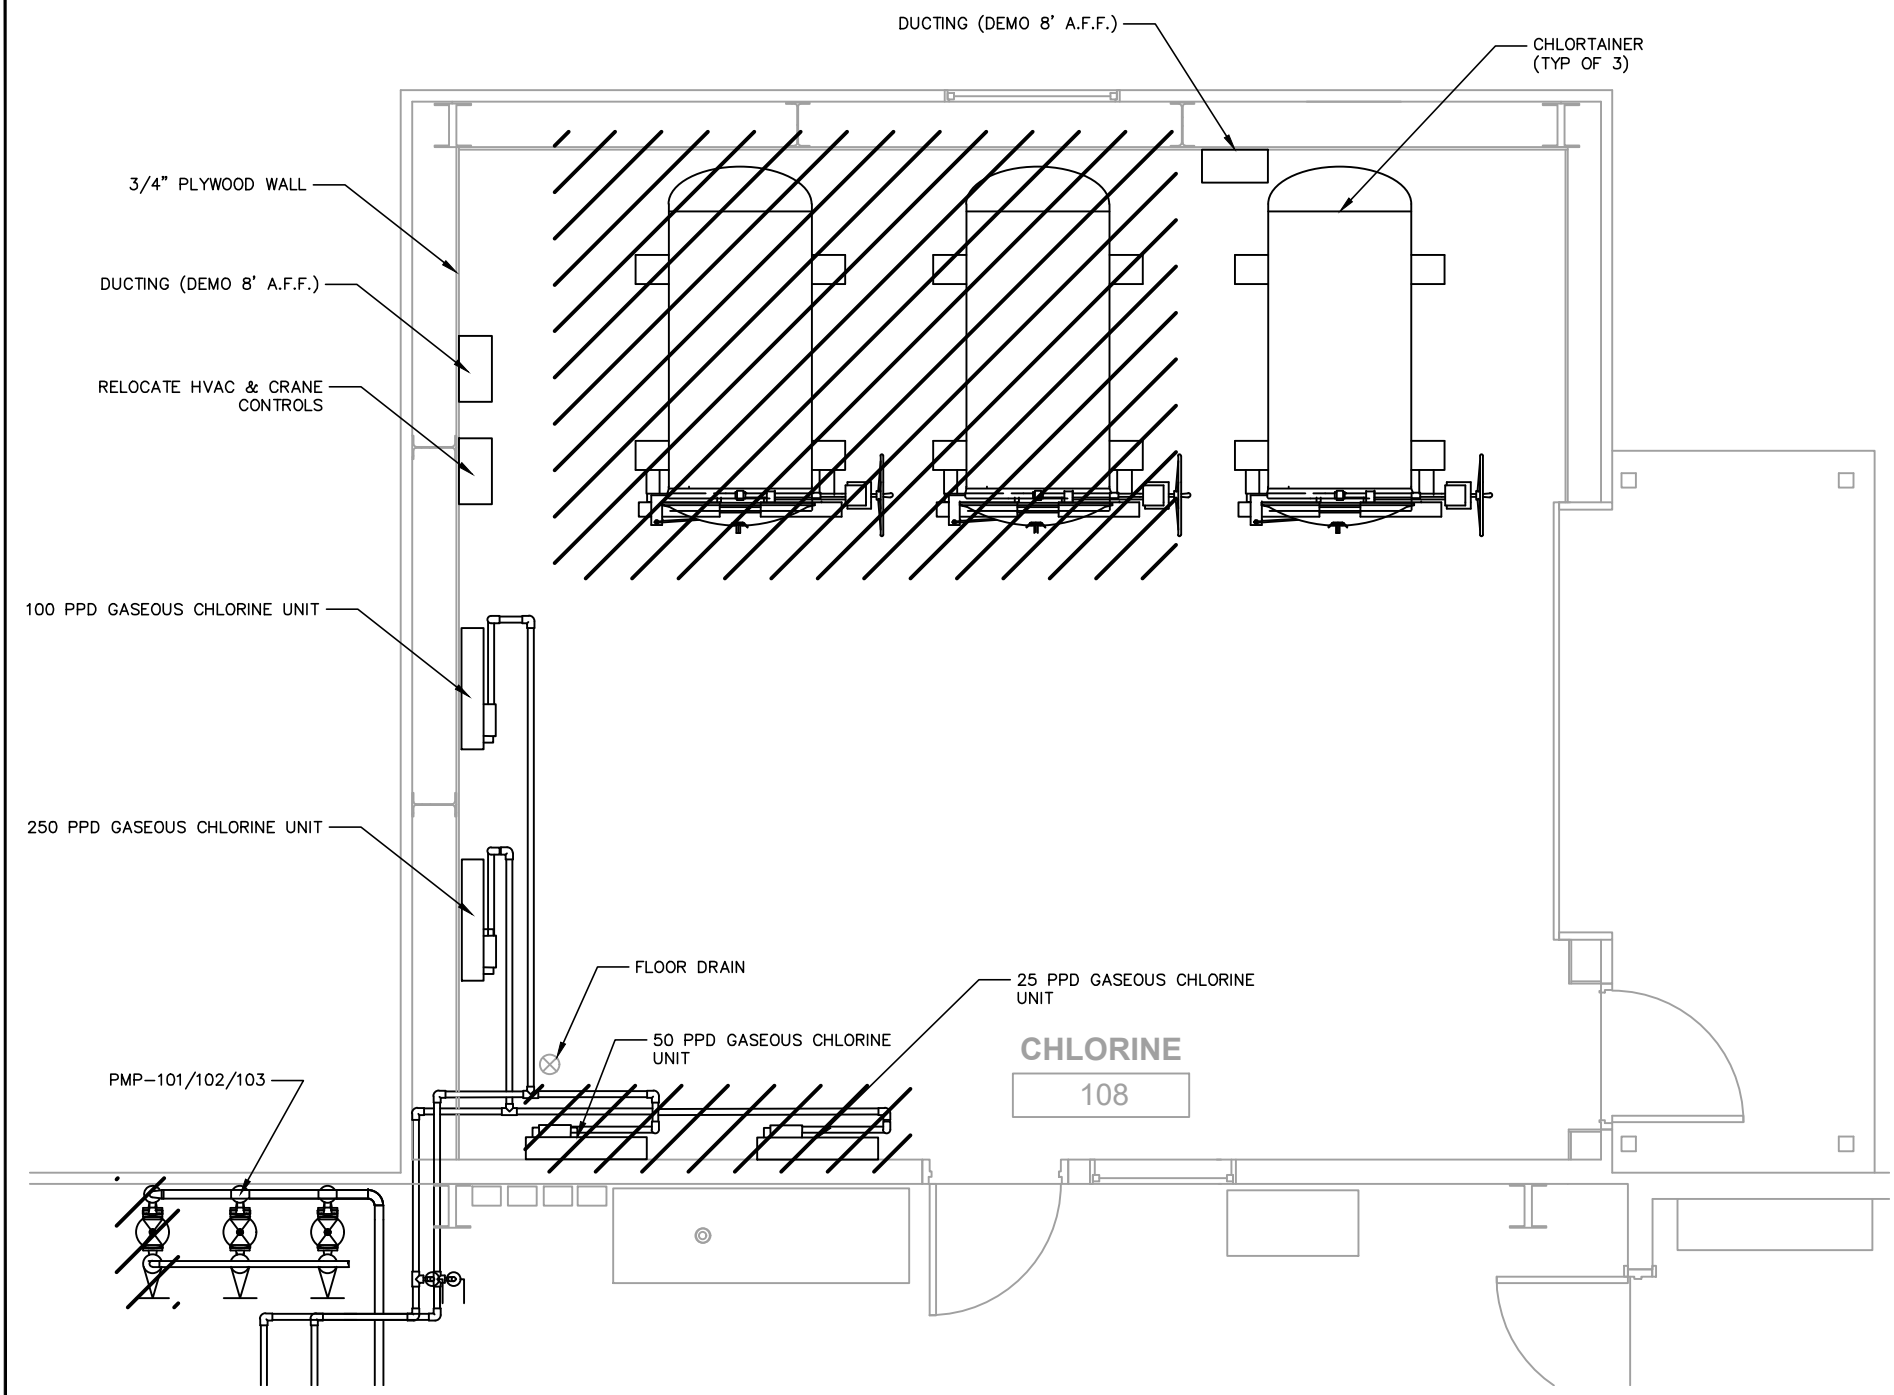 DUCTING (DEMO 8' A.F.F.)
CHLORTAINER
(TYP OF 3)
3/4" PLYWOOD WALL
DUCTING (DEMO 8' A.F.F.)
RELOCATE HVAC & CRANE
CONTROLS
100 PPD GASEOUS CHLORINE UNIT
250 PPD GASEOUS CHLORINE UNIT
FLOOR DRAIN
25 PPD GASEOUS CHLORINE
UNIT
50 PPD GASEOUS CHLORINE
UNIT
CHLORINE
108
PMP-101/102/103